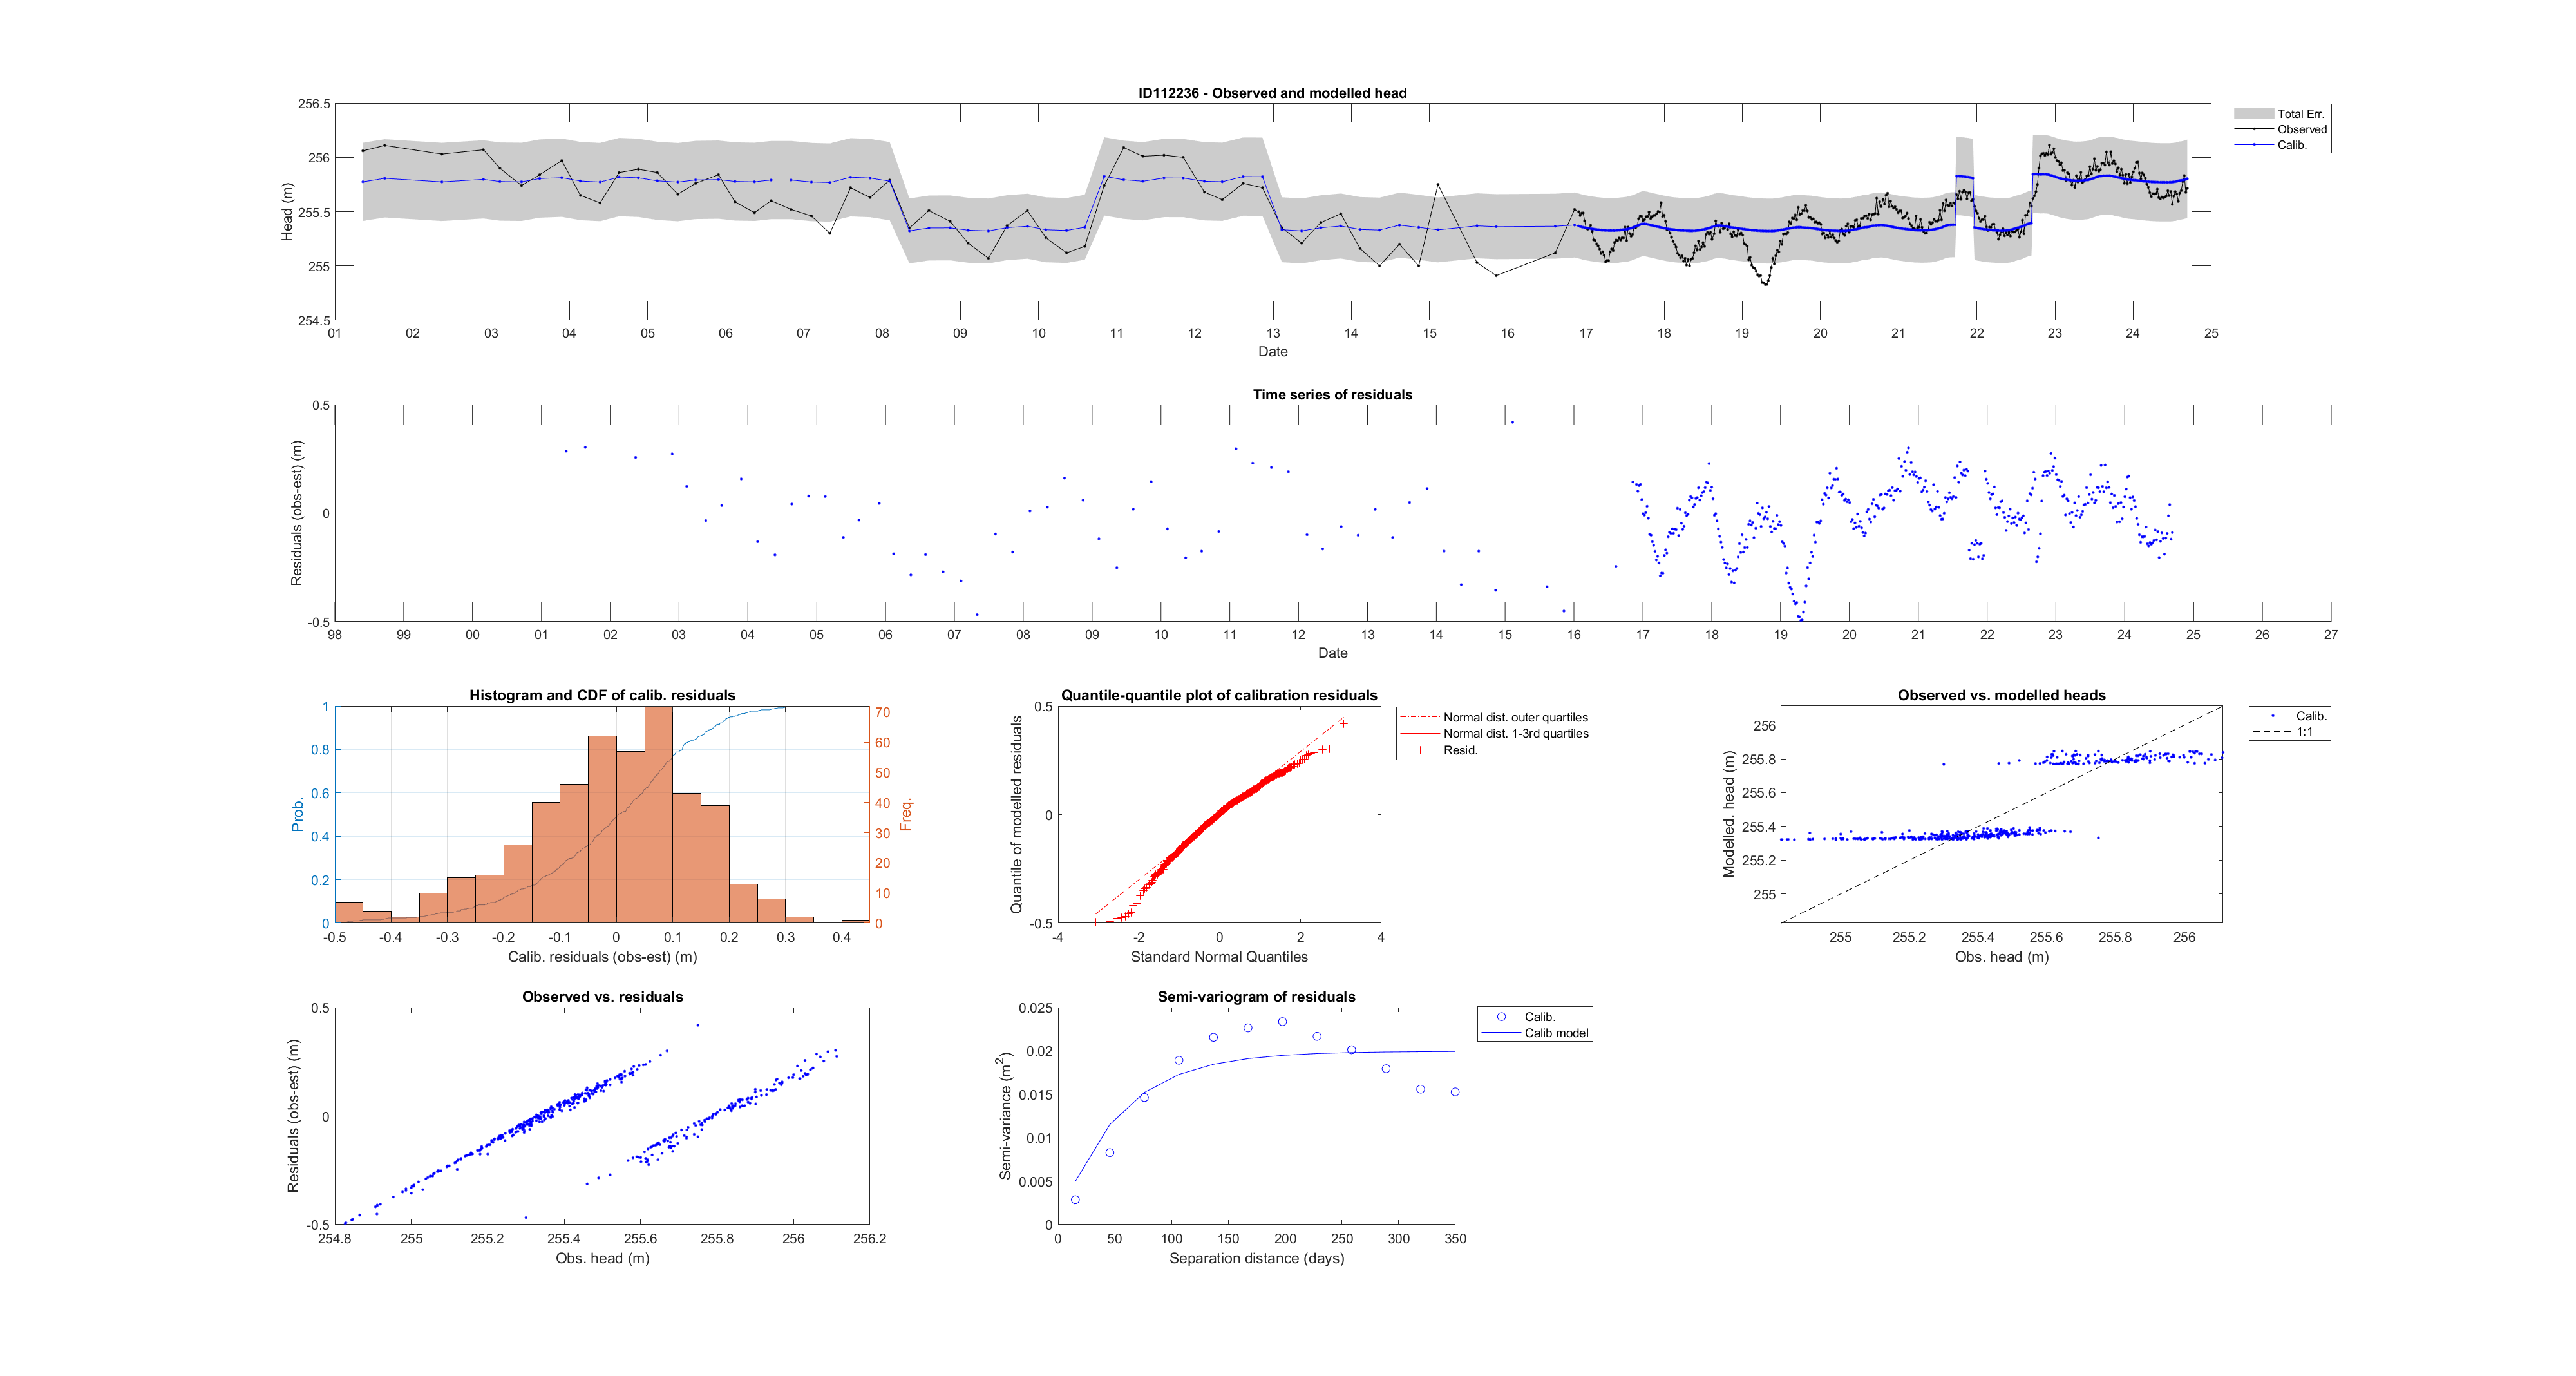 ID112236 - Observed and modelled head
256.5
256
255.5
255
254.5
Head (m)
01 02 03 04 05 06 07 08 09 10 11 12 13 14 15 16 17 18 19 20 21 22 23 24 25
Date
Total Err.
Observed
Calib.
Time series of residuals
0.5
0
-0.5
Residuals (obs-est) (m)
98 99 00 01 02 03 04 05 06 07 08 09 10 11 12 13 14 15 16 17 18 19 20 21 22 23 24 25 26 27
Date
Histogram and CDF of calib. residuals
1
0.8
0.6
0.4
0.2
0
Prob.
70
60
50
40
30
20
10
0
Freq.
-0.5 -0.4 -0.3 -0.2 -0.1 0 0.1 0.2 0.3 0.4
Calib. residuals (obs-est) (m)
Quantile-quantile plot of calibration residuals
0.5
0
-0.5
Quantile of modelled residuals
-4 -2 0 2 4
Standard Normal Quantiles
Normal dist. outer quartiles
Normal dist. 1-3rd quartiles
Resid.
Observed vs. modelled heads
256
255.8
255.6
255.4
255.2
255
Modelled. head (m)
255 255.2 255.4 255.6 255.8 256
Obs. head (m)
Calib.
1:1
Observed vs. residuals
0.5
0
-0.5
Residuals (obs-est) (m)
254.8 255 255.2 255.4 255.6 255.8 256 256.2
Obs. head (m)
Semi-variogram of residuals
0.025
0.02
0.015
0.01
0.005
0
Semi-variance (m2)
0 50 100 150 200 250 300 350
Separation distance (days)
Calib.
Calib model